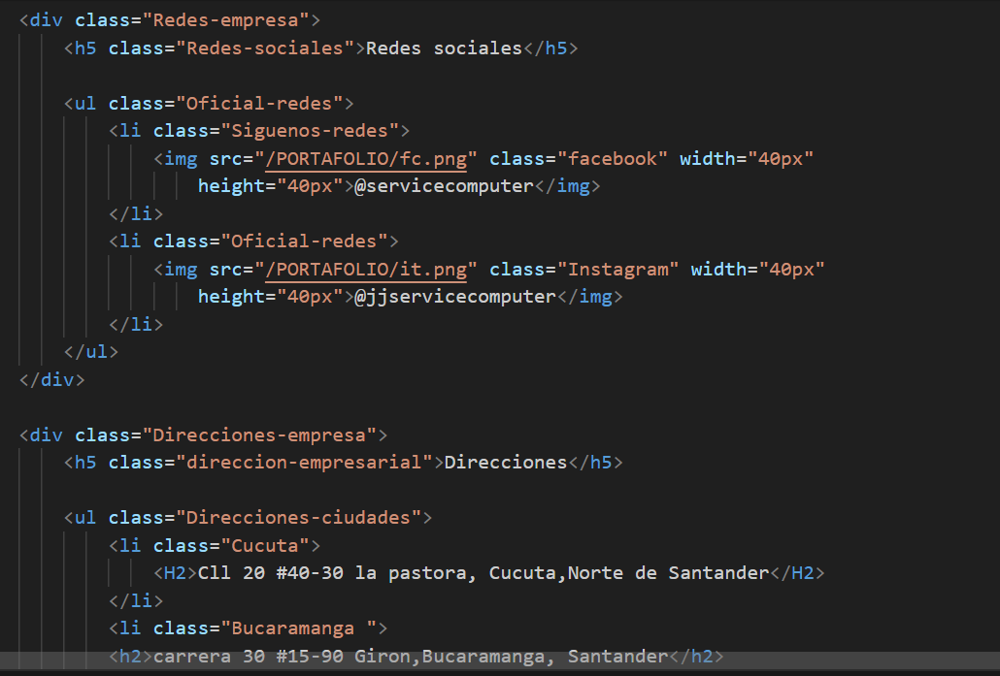 <div class="Redes-empresa">
<h5 class="Redes-sociales">Redes sociales</h5>
<ul class="Oficial-redes">
<li class="Siguenos-redes">
<img src="/PORTAFOLIO/fc.png" class="facebook" width="40px"
height="40px">@servicecomputer</img>
</li>
<li class="Oficial-redes">
<img src="/PORTAFOLIO/it.png" class="Instagram" width="40px"
height="40px">@jjservicecomputer</img>
</li>
</ul>
</div>
<div class="Direcciones-empresa">
<h5 class="direccion-empresarial">Direcciones</h5>
<ul class="Direcciones-ciudades">
<li class="Cucuta">
<H2>Cll 20 #40-30 la pastora, Cucuta,Norte de Santander</H2>
</li>
<li class="Bucaramanga ">
<h2>carrera 30 #15-90 Giron,Bucaramanga, Santander</h2>